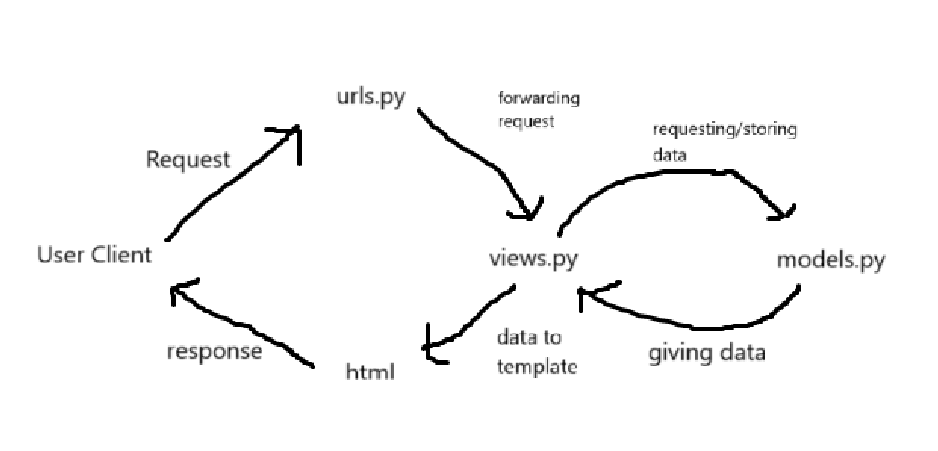 urls.py
forwarding
request
requesting/storing
data
Request
User Client
views.py
models.py
response
html
data to
template
giving data